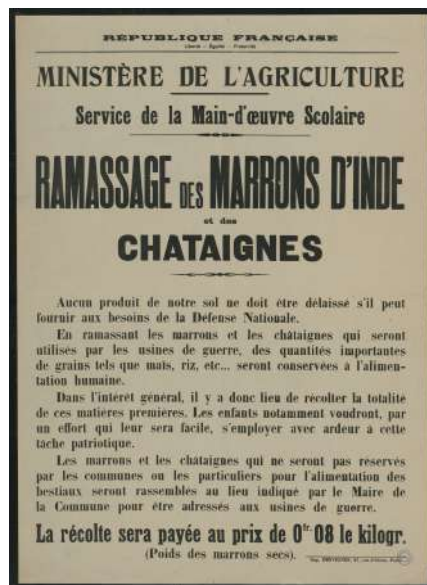 RÉPUBLIQUE FRANÇAISE
Liberté - Égalité - Fraternité
MINISTÈRE DE L'AGRICULTURE
Service de la Main-d'œuvre Scolaire
RAMASSAGE DES MARRONS D'INDE
et des
CHATAIGNES
Aucun produit de notre sol ne doit être délaissé s'il peut
fournir aux besoins de la Défense Nationale.
En ramassant les marrons et les châtaignes qui seront
utilisés par les usines de guerre, des quantités importantes
de grains tels que maïs, riz, etc... seront conservées à l'alimen-
tation humaine.
Dans l'intérêt général, il y a donc lieu de récolter la totalité
de ces matières premières. Les enfants notamment voudront, par
un effort qui leur sera facile, s'employer avec ardeur à cette
tâche patriotique.
Les marrons et les châtaignes qui ne seront pas réservés
par les communes ou les particuliers pour l'alimentation des
bestiaux seront rassemblés au lieu indiqué par le Maire de
la Commune pour être adressés aux usines de guerre.
La récolte sera payée au prix de 0fr 08 le kilogr.
(Poids des marrons secs).